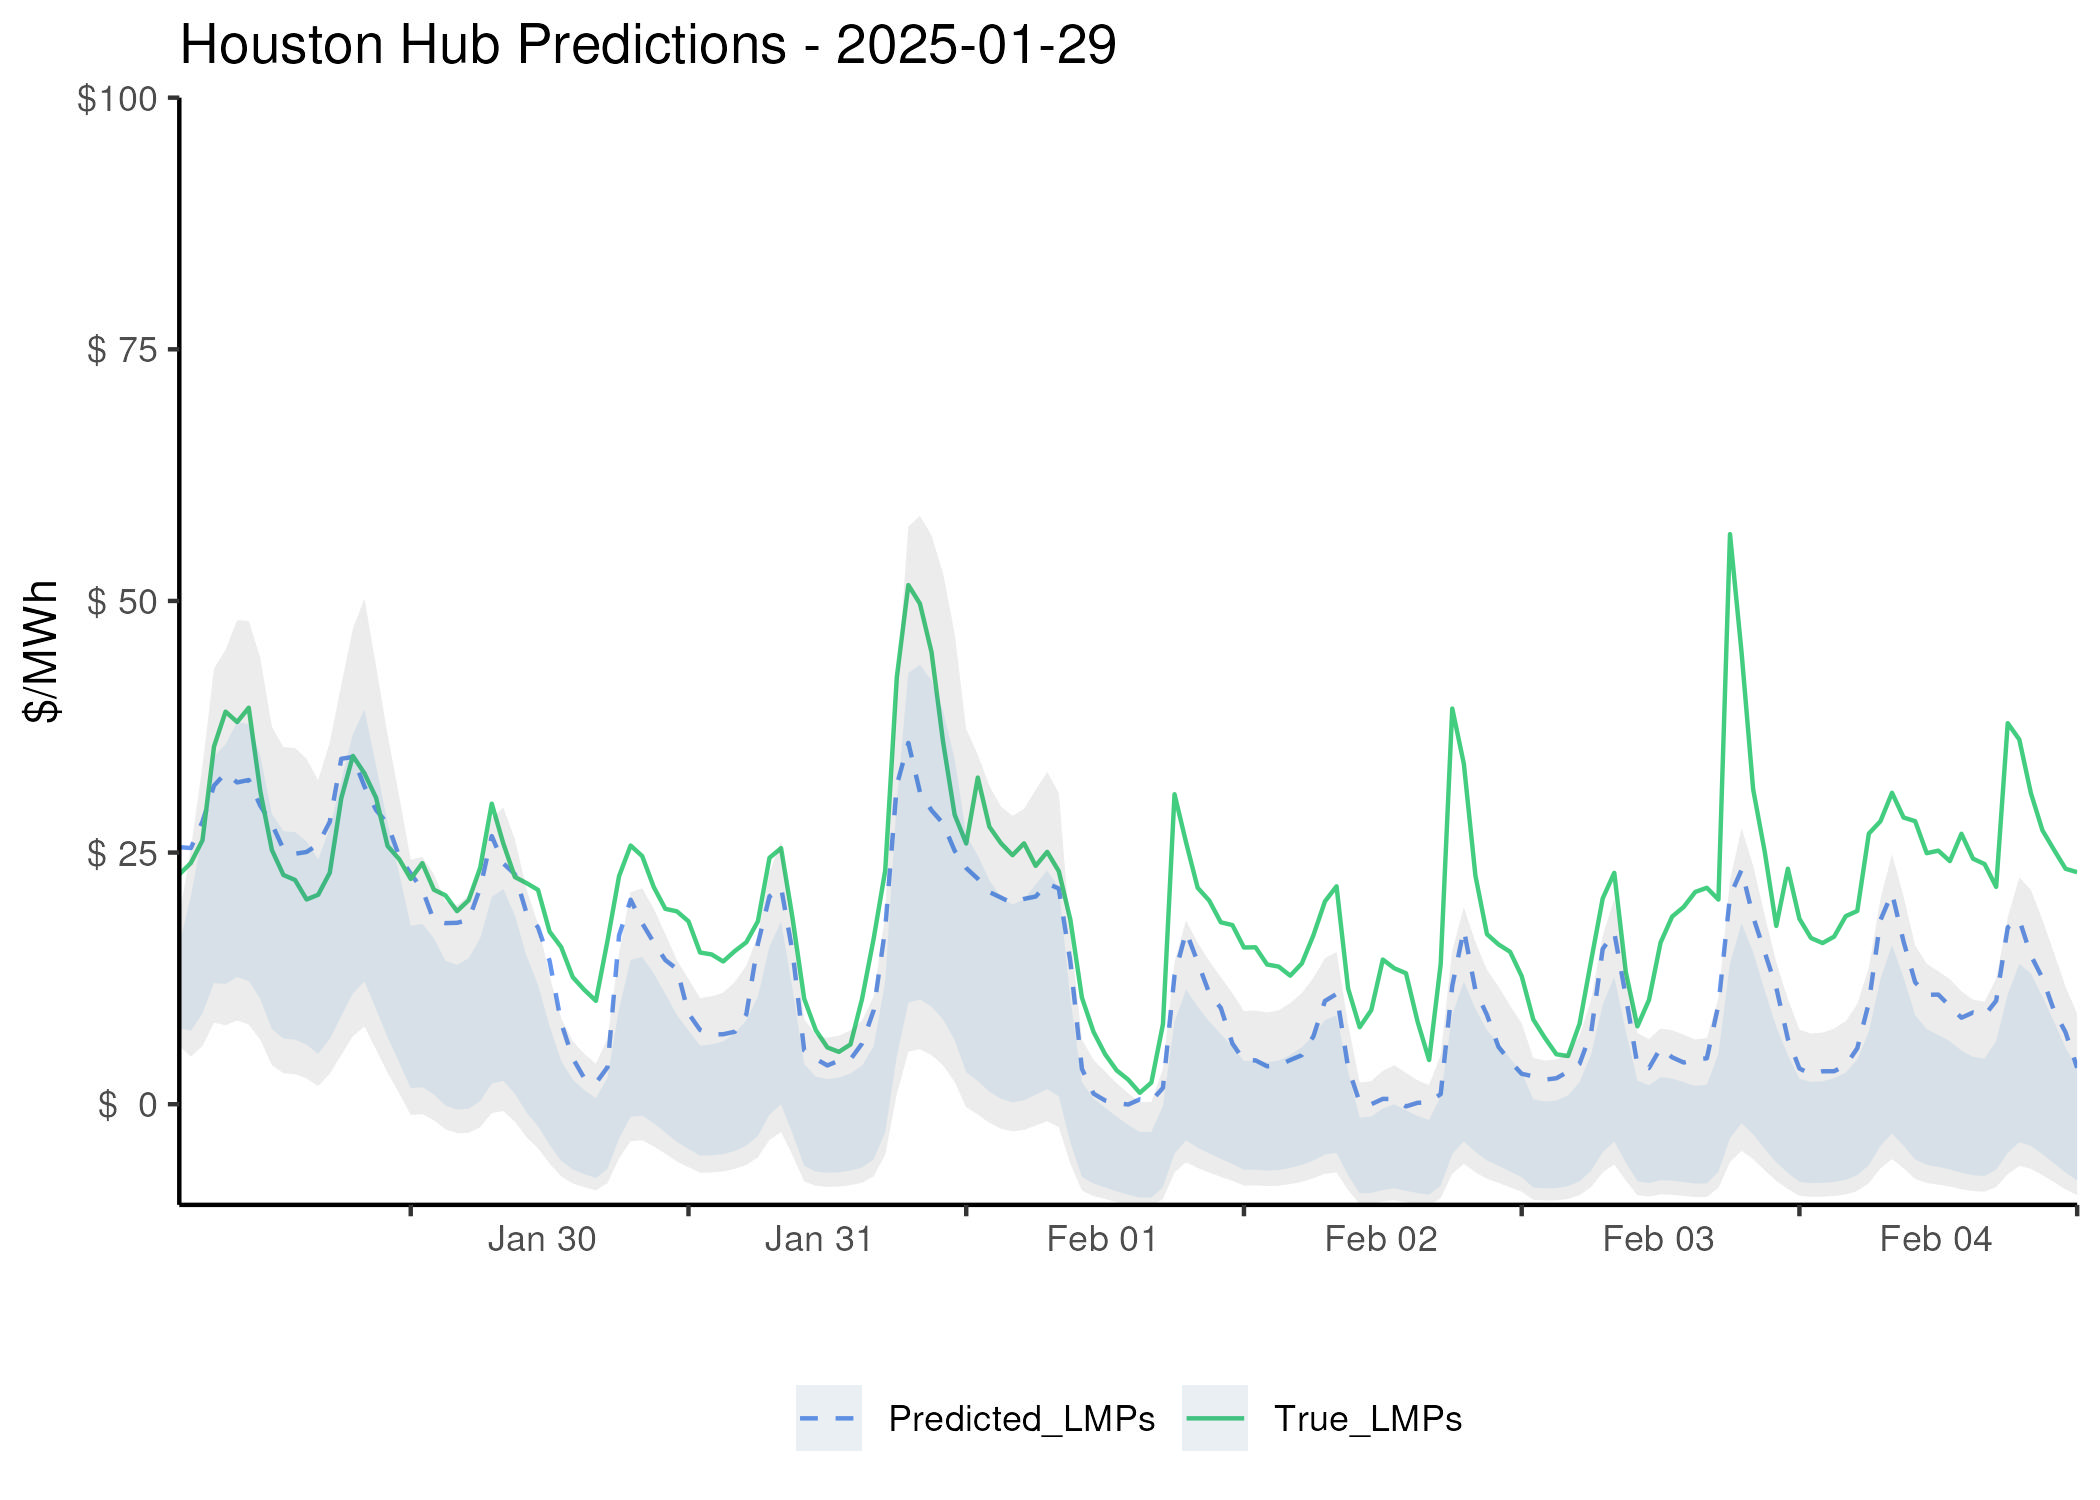 Houston Hub Predictions - 2025-01-29
$100
$ 75
$ 50
$ 25
$ 0
$/MWh
Jan 30 Jan 31 Feb 01 Feb 02 Feb 03 Feb 04
Predicted_LMPs True_LMPs